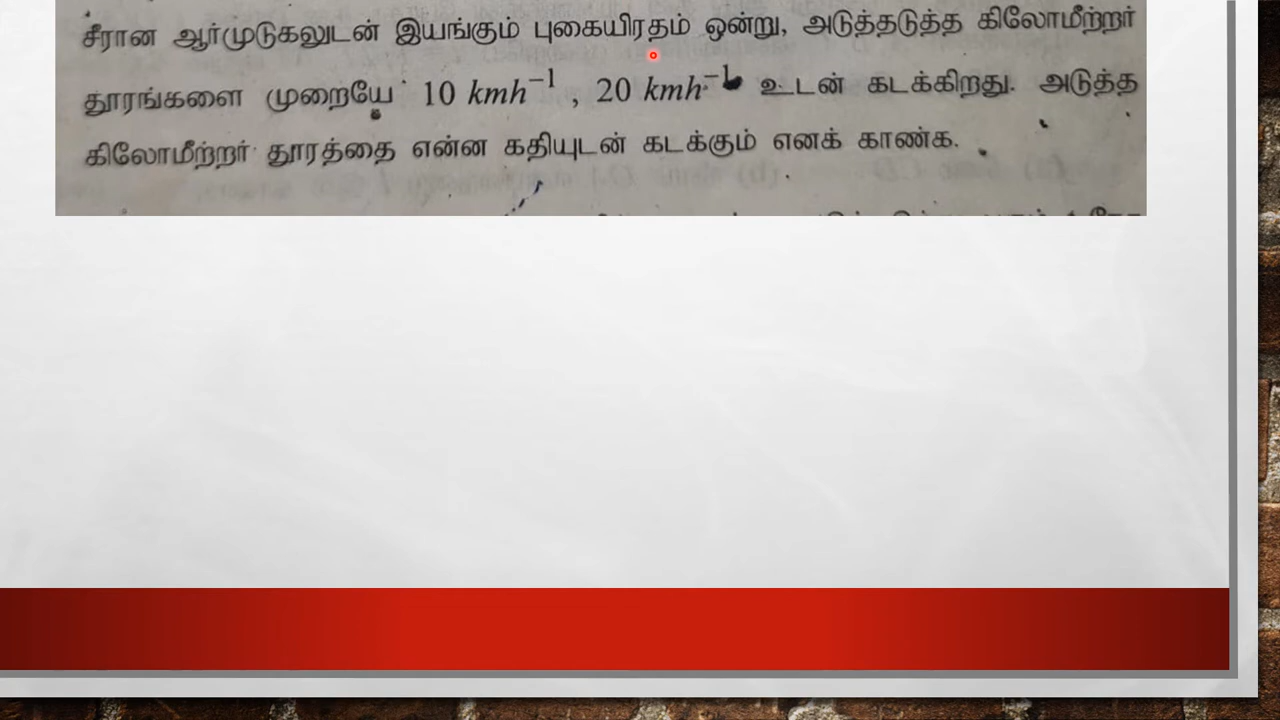 சீரான ஆர்முடுகலுடன் இயங்கும் புகையிரதம் ஒன்று, அடுத்தடுத்த கிலோமீற்றர்
தூரங்களை முறையே 10 kmh⁻¹ , 20 kmh⁻¹ உடன் கடக்கிறது. அடுத்த
கிலோமீற்றர் தூரத்தை என்ன கதியுடன் கடக்கும் எனக் காண்க.